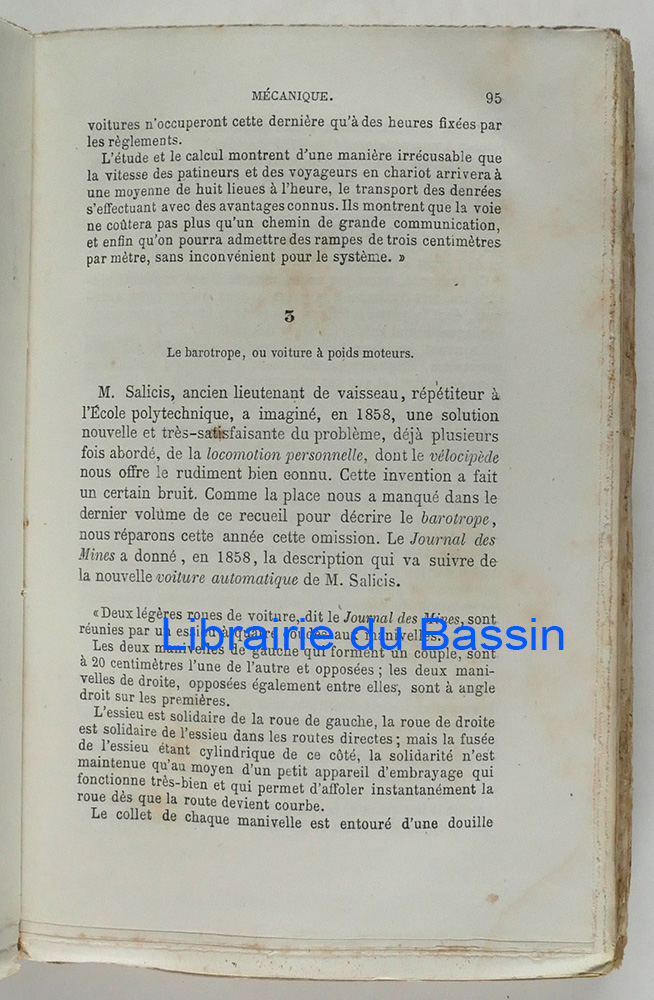 MÉCANIQUE. 95
voitures n'occuperont cette dernière qu'à des heures fixées par
les règlements.
L'étude et le calcul montrent d'une manière irrécusable que
la vitesse des patineurs et des voyageurs en chariot arrivera à
une moyenne de huit lieues à l'heure, le transport des denrées
s'effectuant avec des avantages connus. Ils montrent que la voie
ne coûtera pas plus qu'un chemin de grande communication,
et enfin qu'on pourra admettre des rampes de trois centimètres
par mètre, sans inconvénient pour le système. »
3
Le barotrope, ou voiture à poids moteurs.
M. Salicis, ancien lieutenant de vaisseau, répétiteur à
l'École polytechnique, a imaginé, en 1858, une solution
nouvelle et très-satisfaisante du problème, déjà plusieurs
fois abordé, de la locomotion personnelle, dont le vélocipède
nous offre le rudiment bien connu. Cette invention a fait
un certain bruit. Comme la place nous a manqué dans le
dernier volume de ce recueil pour décrire le barotrope,
nous réparons cette année cette omission. Le Journal des
Mines a donné, en 1858, la description qui va suivre de
la nouvelle voiture automatique de M. Salicis.
« Deux légères roues de voiture, dit le Journal des Mines, sont
réunies par un essieu à quatre coudes aux manivelles.
Librairie du Bassin
Les deux manivelles de gauche qui forment un couple, sont
à 20 centimètres l'une de l'autre et opposées ; les deux mani-
velles de droite, opposées également entre elles, sont à angle
droit sur les premières.
L'essieu est solidaire de la roue de gauche, la roue de droite
est solidaire de l'essieu dans les routes directes ; mais la fusée
de l'essieu étant cylindrique de ce côté, la solidarité n'est
maintenue qu'au moyen d'un petit appareil d'embrayage qui
fonctionne très-bien et qui permet d'affoler instantanément la
roue dès que la route devient courbe.
Le collet de chaque manivelle est entouré d'une douille